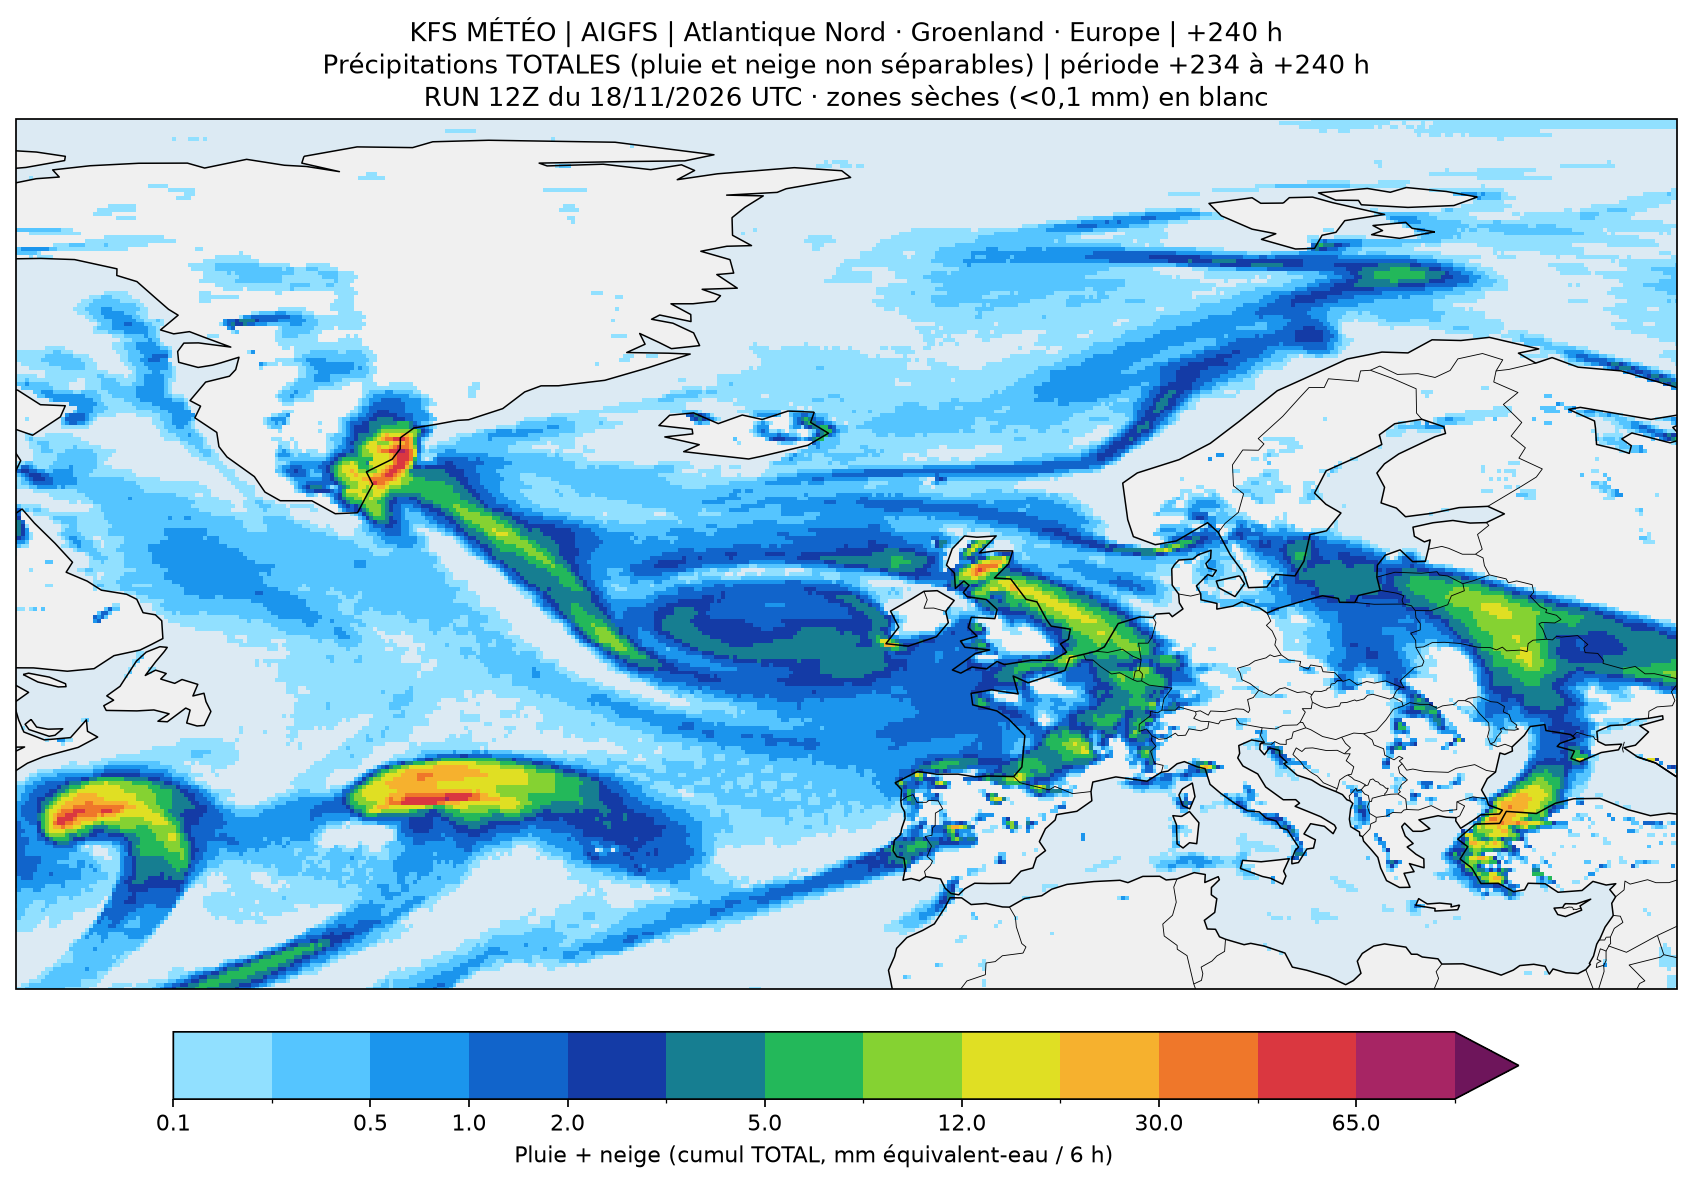 KFS MÉTÉO | AIGFS | Atlantique Nord · Groenland · Europe | +240 h
Précipitations TOTALES (pluie et neige non séparables) | période +234 à +240 h
RUN 12Z du 18/11/2026 UTC · zones sèches (<0,1 mm) en blanc
0.1 0.5 1.0 2.0 5.0 12.0 30.0 65.0
Pluie + neige (cumul TOTAL, mm équivalent-eau / 6 h)